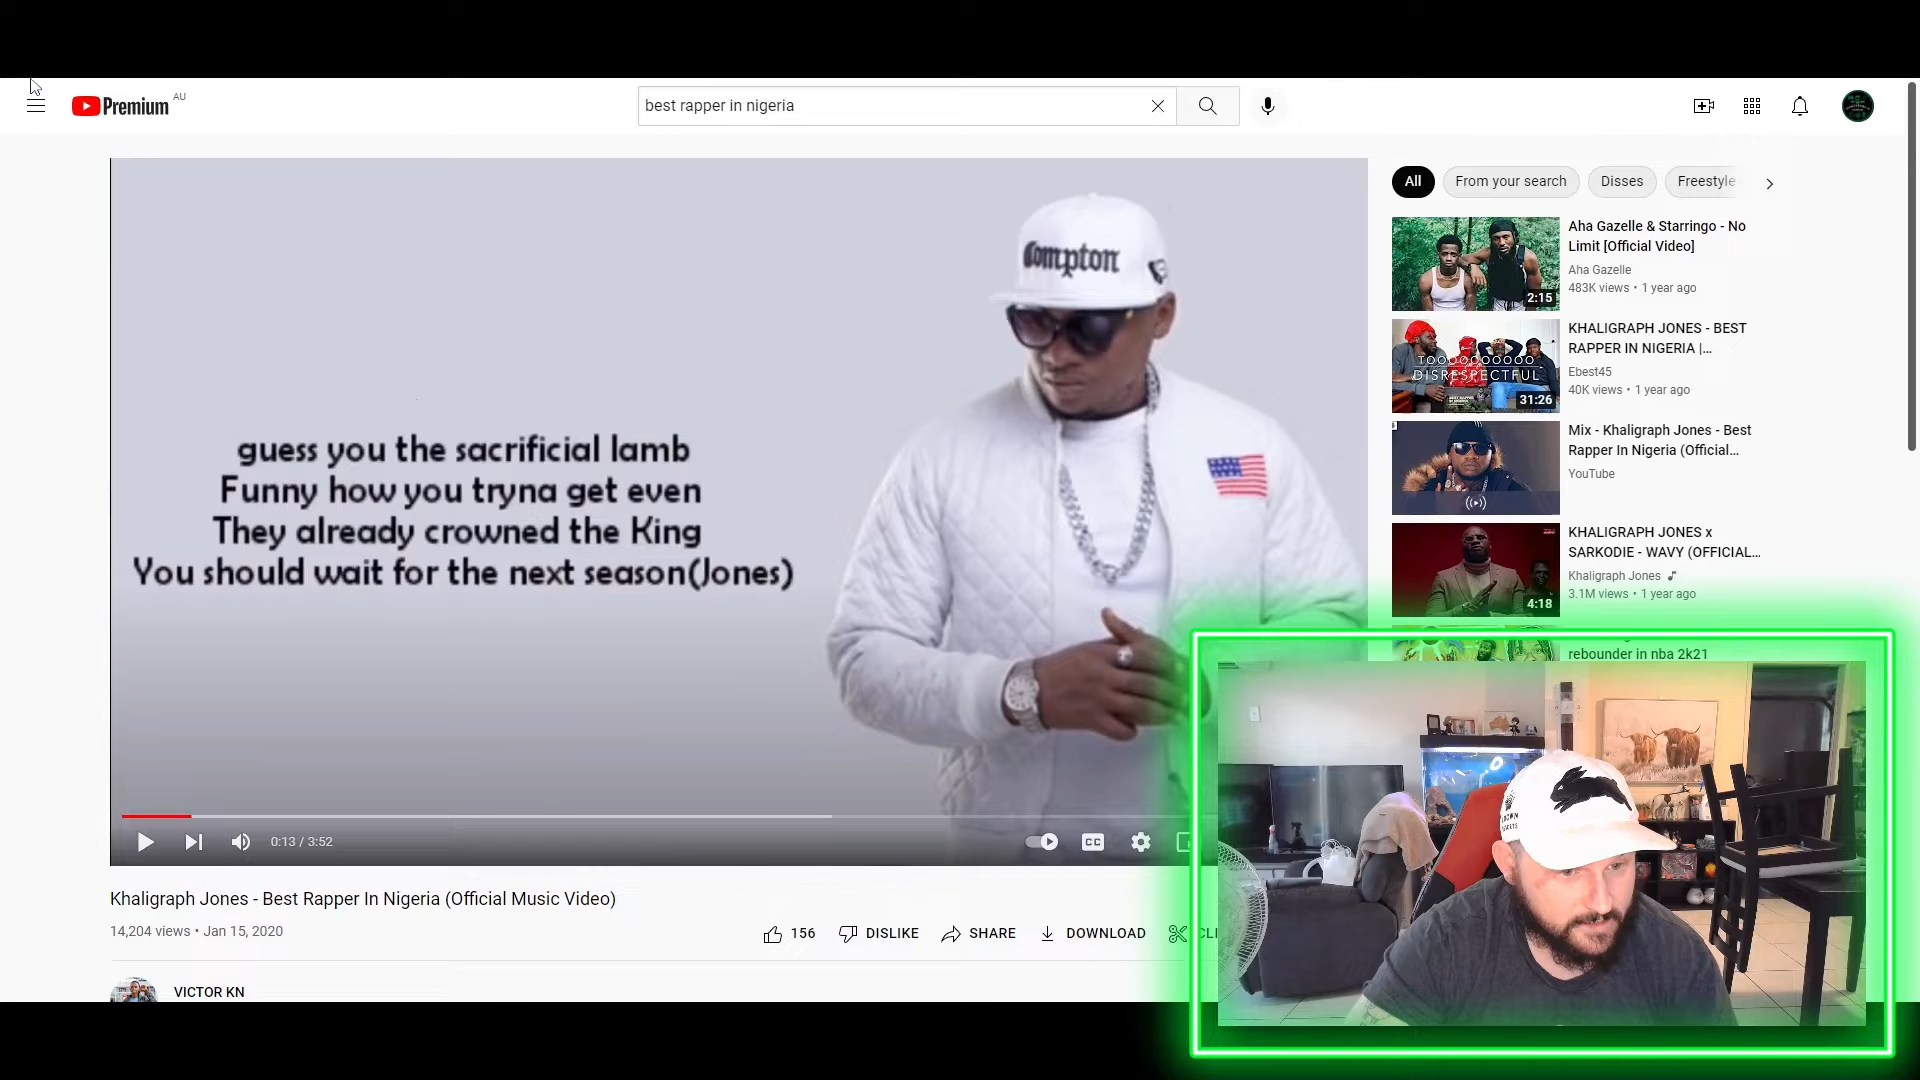 Premium AU
best rapper in nigeria
Compton
guess you the sacrificial lamb
Funny how you tryna get even
They already crowned the King
You should wait for the next season(Jones)
0:13 / 3:52
CC
Khaligraph Jones - Best Rapper In Nigeria (Official Music Video)
14,204 views • Jan 15, 2020
156
DISLIKE
SHARE
DOWNLOAD
CLI
VICTOR KN
All
From your search
Disses
Freestyle
Aha Gazelle & Starringo - No
Limit [Official Video]
Aha Gazelle
483K views • 1 year ago
2:15
KHALIGRAPH JONES - BEST
RAPPER IN NIGERIA |...
Ebest45
40K views • 1 year ago
TOOOOOOOOOO
DISRESPECTFUL
31:26
Mix - Khaligraph Jones - Best
Rapper In Nigeria (Official...
YouTube
KHALIGRAPH JONES x
SARKODIE - WAVY (OFFICIAL...
Khaligraph Jones
3.1M views • 1 year ago
4:18
rebounder in nba 2k21